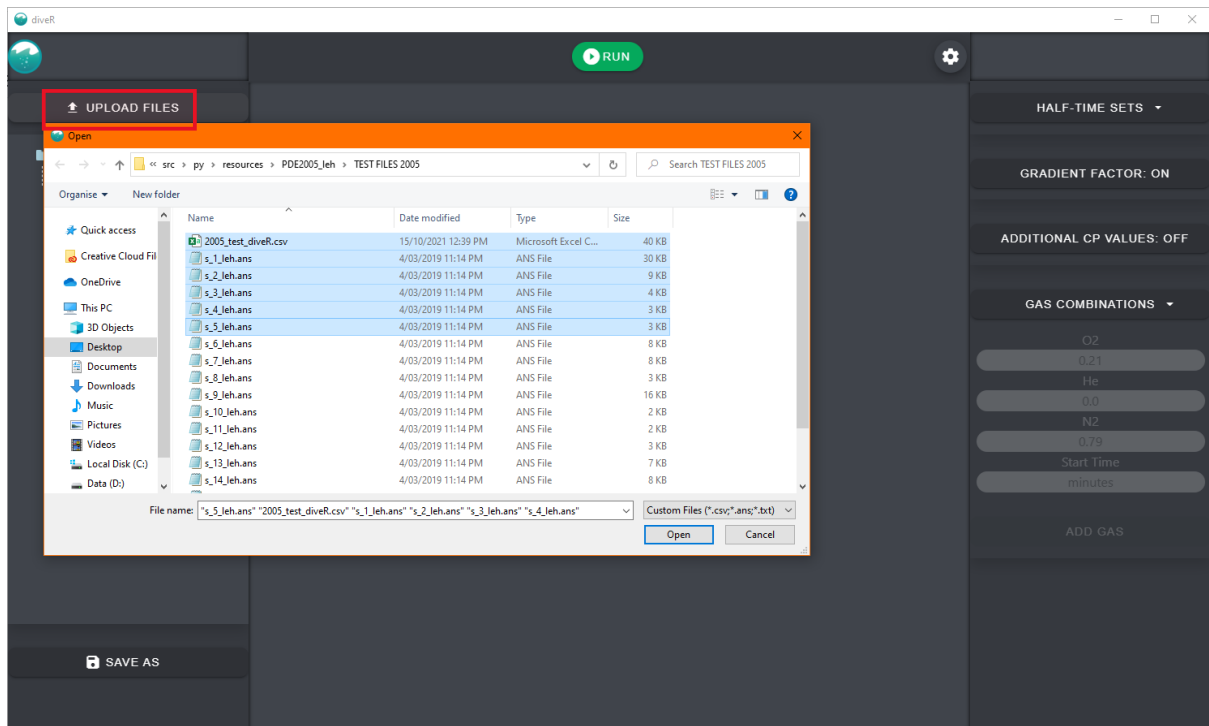 diveR
RUN
UPLOAD FILES
HALF-TIME SETS
GRADIENT FACTOR: ON
ADDITIONAL CP VALUES: OFF
GAS COMBINATIONS
O2
0.21
He
0.0
N2
0.79
Start Time
minutes
ADD GAS
SAVE AS
Open
« src > py > resources > PDE2005_leh > TEST FILES 2005
Search TEST FILES 2005
Organise New folder
Quick access
Creative Cloud Fil
OneDrive
This PC
3D Objects
Desktop
Documents
Downloads
Music
Pictures
Videos
Local Disk (C:)
Data (D:)
Name Date modified Type Size
2005_test_diveR.csv 15/10/2021 12:39 PM Microsoft Excel C... 40 KB
s_1_leh.ans 4/03/2019 11:14 PM ANS File 30 KB
s_2_leh.ans 4/03/2019 11:14 PM ANS File 9 KB
s_3_leh.ans 4/03/2019 11:14 PM ANS File 4 KB
s_4_leh.ans 4/03/2019 11:14 PM ANS File 3 KB
s_5_leh.ans 4/03/2019 11:14 PM ANS File 3 KB
s_6_leh.ans 4/03/2019 11:14 PM ANS File 8 KB
s_7_leh.ans 4/03/2019 11:14 PM ANS File 8 KB
s_8_leh.ans 4/03/2019 11:14 PM ANS File 3 KB
s_9_leh.ans 4/03/2019 11:14 PM ANS File 16 KB
s_10_leh.ans 4/03/2019 11:14 PM ANS File 2 KB
s_11_leh.ans 4/03/2019 11:14 PM ANS File 2 KB
s_12_leh.ans 4/03/2019 11:14 PM ANS File 3 KB
s_13_leh.ans 4/03/2019 11:14 PM ANS File 7 KB
s_14_leh.ans 4/03/2019 11:14 PM ANS File 8 KB
File name: "s_5_leh.ans" "2005_test_diveR.csv" "s_1_leh.ans" "s_2_leh.ans" "s_3_leh.ans" "s_4_leh.ans" Custom Files (*.csv;*.ans;*.txt)
Open Cancel